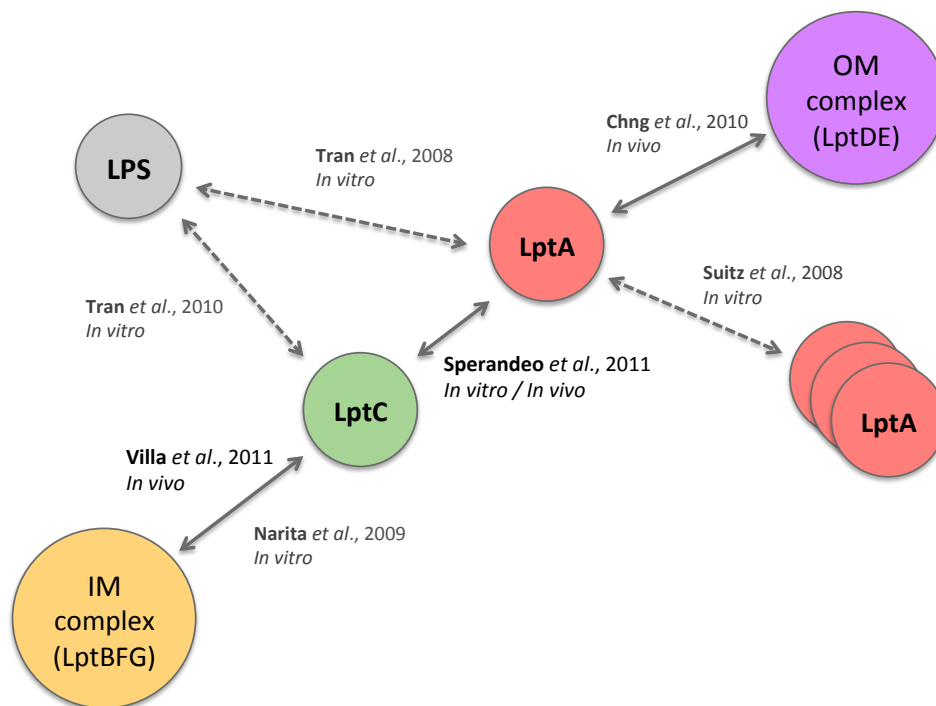 OM
complex
(LptDE)
Chng et al., 2010
In vivo
Tran et al., 2008
In vitro
LPS
LptA
Suitz et al., 2008
In vitro
Tran et al., 2010
In vitro
Sperandeo et al., 2011
In vitro / In vivo
LptC
LptA
Villa et al., 2011
In vivo
Narita et al., 2009
In vitro
IM
complex
(LptBFG)